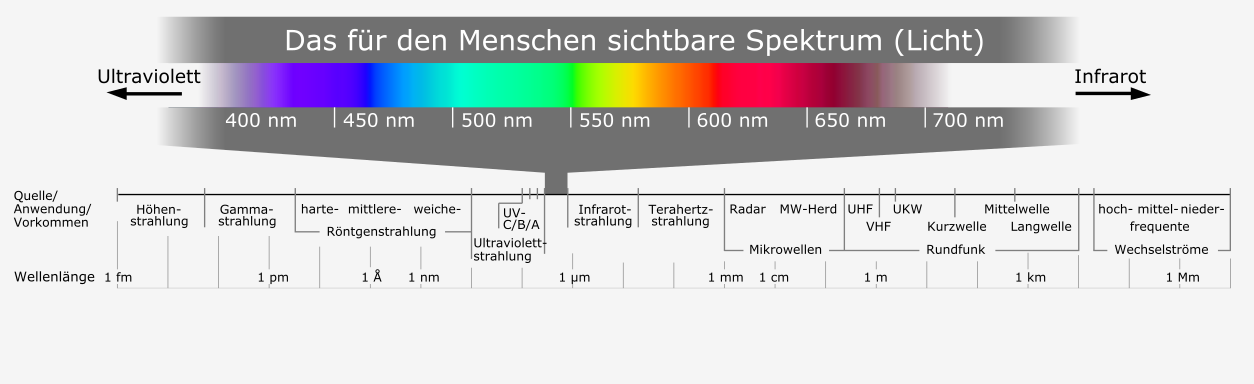 Das für den Menschen sichtbare Spektrum (Licht)
Ultraviolett
Infrarot
400 nm 450 nm 500 nm 550 nm 600 nm 650 nm 700 nm
Quelle/
Anwendung/
Vorkommen
Höhen-
strahlung
Gamma-
strahlung
harte- mittlere- weiche-
Röntgenstrahlung
UV-
C/B/A
Ultraviolett-
strahlung
Infrarot-
strahlung
Terahertz-
strahlung
Radar MW-Herd
Mikrowellen
UHF UKW Mittelwelle
VHF Kurzwelle Langwelle
Rundfunk
hoch- mittel- nieder-
frequente
Wechselströme
Wellenlänge 1 fm 1 pm 1 Å 1 nm 1 µm 1 mm 1 cm 1 m 1 km 1 Mm